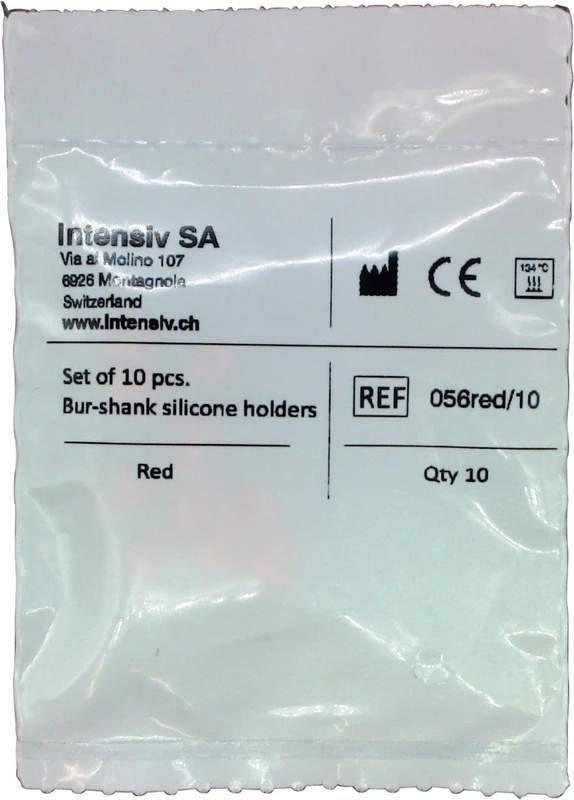 Intensiv SA
Via al Molino 107
6926 Montagnola
Switzerland
www.Intensiv.ch
134 °C
Set of 10 pcs.
Bur-shank silicone holders
REF 056red/10
Red
Qty 10